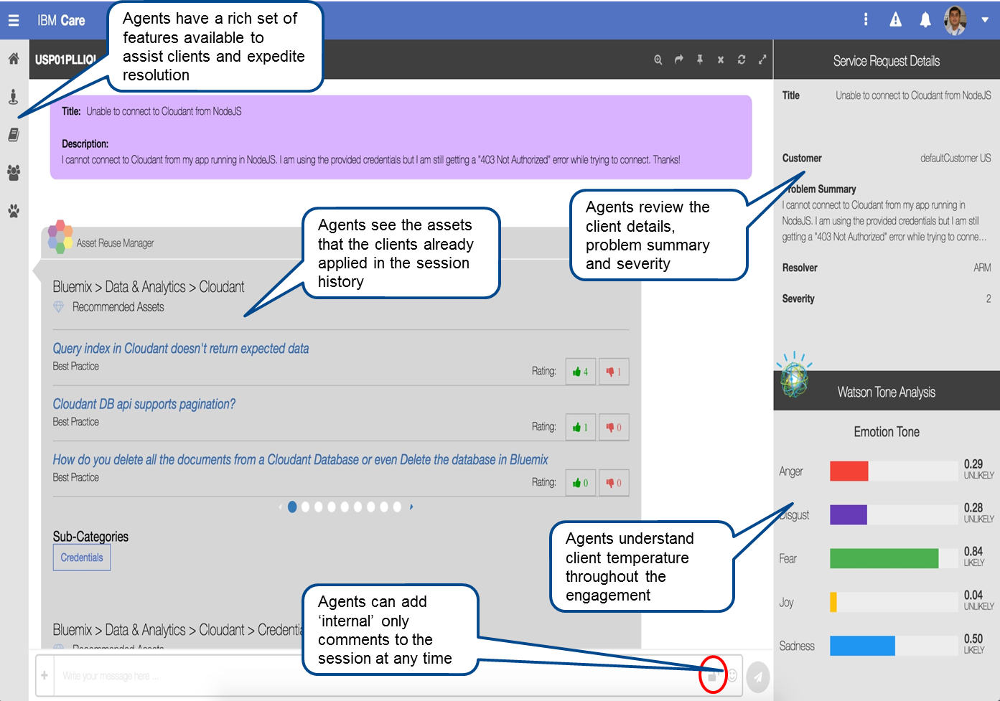 IBM Care
Agents have a rich set of
features available to
assist clients and expedite
resolution
USP01PLLIQ
Title: Unable to connect to Cloudant from NodeJS
Description:
I cannot connect to Cloudant from my app running in NodeJS. I am using the provided credentials but I am still getting a "403 Not Authorized" error while trying to connect. Thanks!
Asset Reuse Manager
Agents see the assets
that the clients already
applied in the session
history
Bluemix > Data & Analytics > Cloudant
Recommended Assets
Query index in Cloudant doesn't return expected data
Best Practice
Rating: 4 1
Cloudant DB api supports pagination?
Best Practice
Rating: 1 0
How do you delete all the documents from a Cloudant Database or even Delete the database in Bluemix
Best Practice
Rating: 0 0
Sub-Categories
Credentials
Bluemix > Data & Analytics > Cloudant >
Recommended Assets
Agents can add
‘internal’ only
comments to the
session at any time
Write your message here ...
Service Request Details
Title Unable to connect to Cloudant from NodeJS
Customer defaultCustomer US
Problem Summary
I cannot connect to Cloudant from my app running in
NodeJS. I am using the provided credentials but I am still
getting a "403 Not Authorized" error while trying to conne...
Resolver ARM
Severity 2
Agents review the
client details,
problem summary
and severity
Watson Tone Analysis
Emotion Tone
Anger 0.29
UNLIKELY
Disgust 0.28
UNLIKELY
Fear 0.84
LIKELY
Joy 0.04
UNLIKELY
Sadness 0.50
LIKELY
Agents understand
client temperature
throughout the
engagement